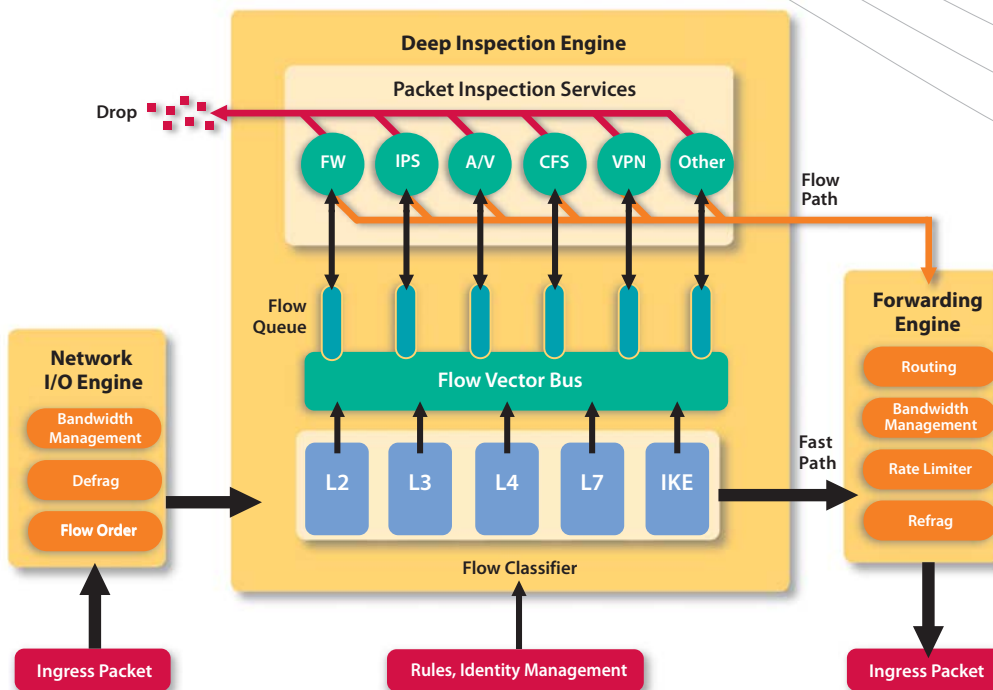 Deep Inspection Engine
Packet Inspection Services
Drop
FW
IPS
A/V
CFS
VPN
Other
Flow
Path
Flow
Queue
Flow Vector Bus
Network
I/O Engine
Bandwidth
Management
Defrag
Flow Order
L2
L3
L4
L7
IKE
Flow Classifier
Fast
Path
Forwarding
Engine
Routing
Bandwidth
Management
Rate Limiter
Refrag
Ingress Packet
Rules, Identity Management
Ingress Packet